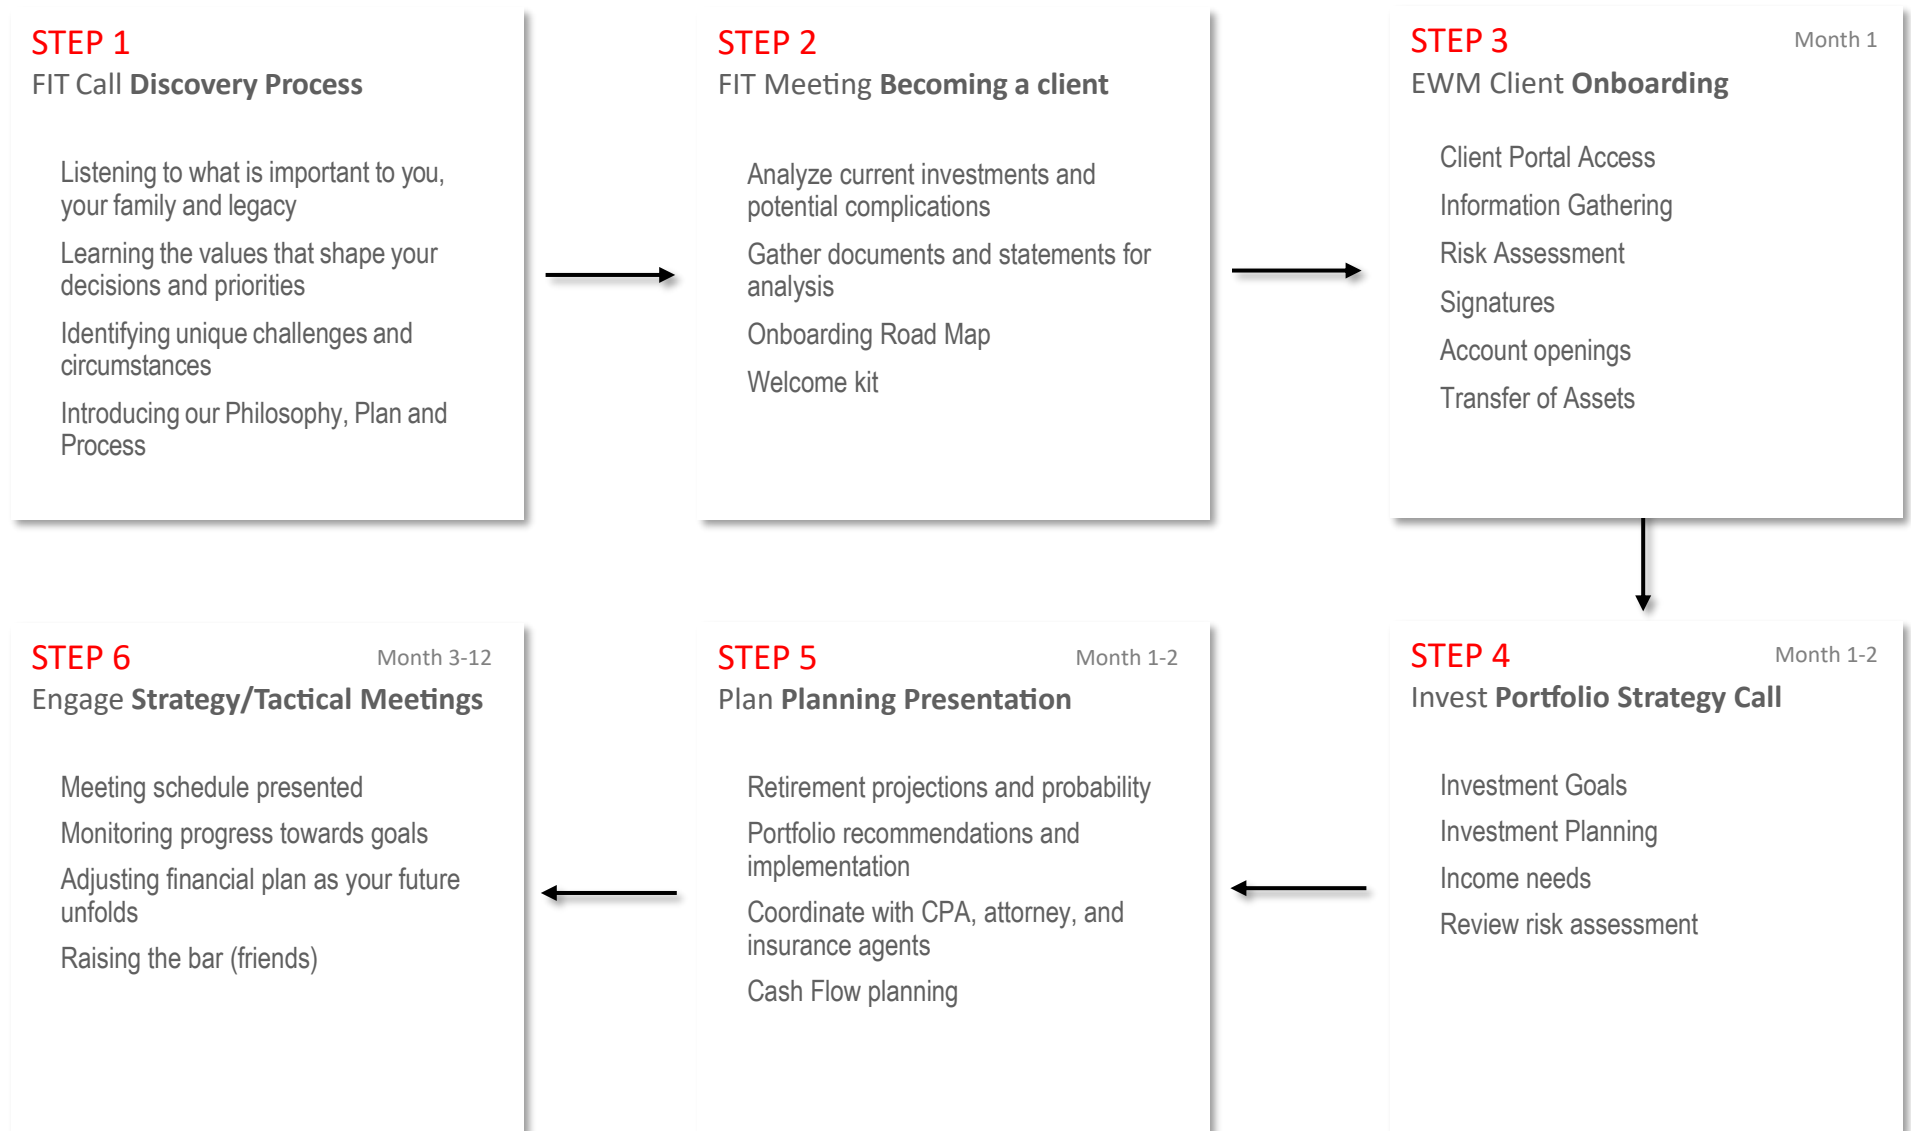 STEP 1
FIT Call Discovery Process
Listening to what is important to you,
your family and legacy
Learning the values that shape your
decisions and priorities
Identifying unique challenges and
circumstances
Introducing our Philosophy, Plan and
Process
STEP 2
FIT Meeting Becoming a client
Analyze current investments and
potential complications
Gather documents and statements for
analysis
Onboarding Road Map
Welcome kit
STEP 3
Month 1
EWM Client Onboarding
Client Portal Access
Information Gathering
Risk Assessment
Signatures
Account openings
Transfer of Assets
STEP 4
Month 1-2
Invest Portfolio Strategy Call
Investment Goals
Investment Planning
Income needs
Review risk assessment
STEP 5
Month 1-2
Plan Planning Presentation
Retirement projections and probability
Portfolio recommendations and
implementation
Coordinate with CPA, attorney, and
insurance agents
Cash Flow planning
STEP 6
Month 3-12
Engage Strategy/Tactical Meetings
Meeting schedule presented
Monitoring progress towards goals
Adjusting financial plan as your future
unfolds
Raising the bar (friends)